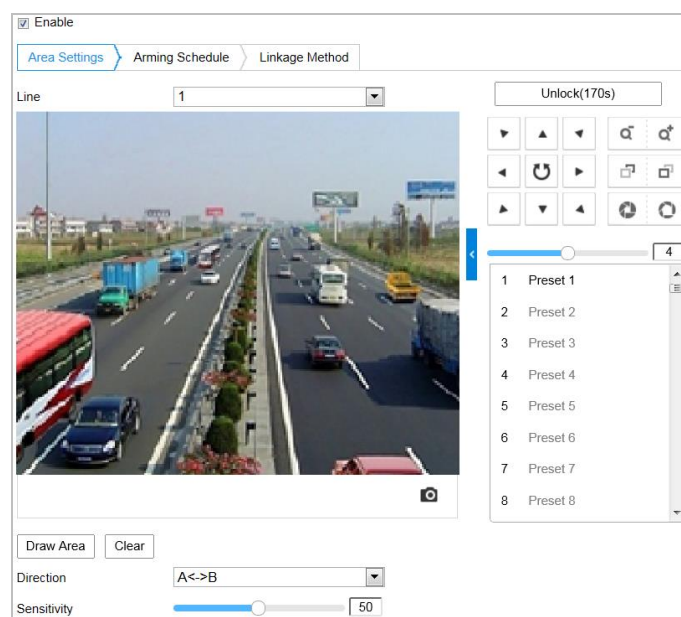 Enable
Area Settings
Arming Schedule
Linkage Method
Line
1
Unlock(170s)
4
1 Preset 1
2 Preset 2
3 Preset 3
4 Preset 4
5 Preset 5
6 Preset 6
7 Preset 7
8 Preset 8
Draw Area
Clear
Direction
A<->B
Sensitivity
50